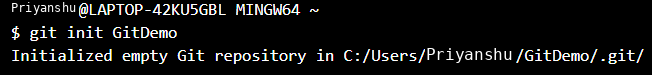 Priyanshu@LAPTOP-42KU5GBL MINGW64 ~
$ git init GitDemo
Initialized empty Git repository in C:/Users/Priyanshu/GitDemo/.git/